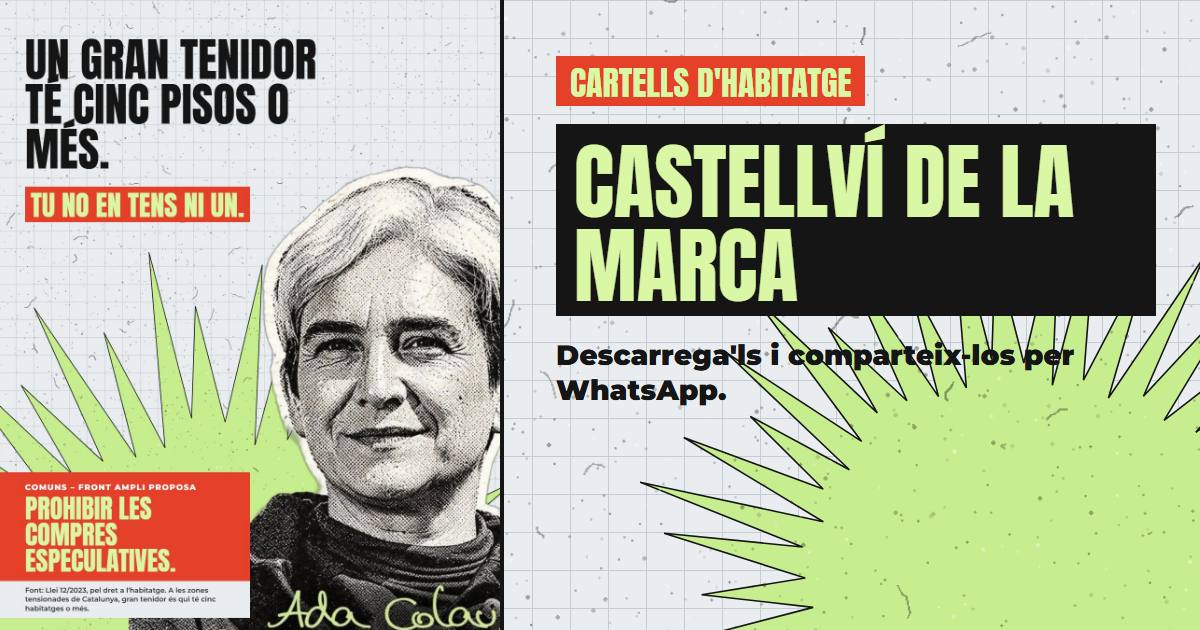 UN GRAN TENIDOR
TÉ CINC PISOS O
MÉS.
TU NO EN TENS NI UN.
COMUNS – FRONT AMPLI PROPOSA
PROHIBIR LES
COMPRES
ESPECULATIVES.
Font: Llei 12/2023, pel dret a l'habitatge. A les zones
tensionades de Catalunya, gran tenidor és qui té cinc
habitatges o més.
Ada Colau
CARTELLS D'HABITATGE
CASTELLVÍ DE LA
MARCA
Descarrega'ls i comparteix-los per
WhatsApp.